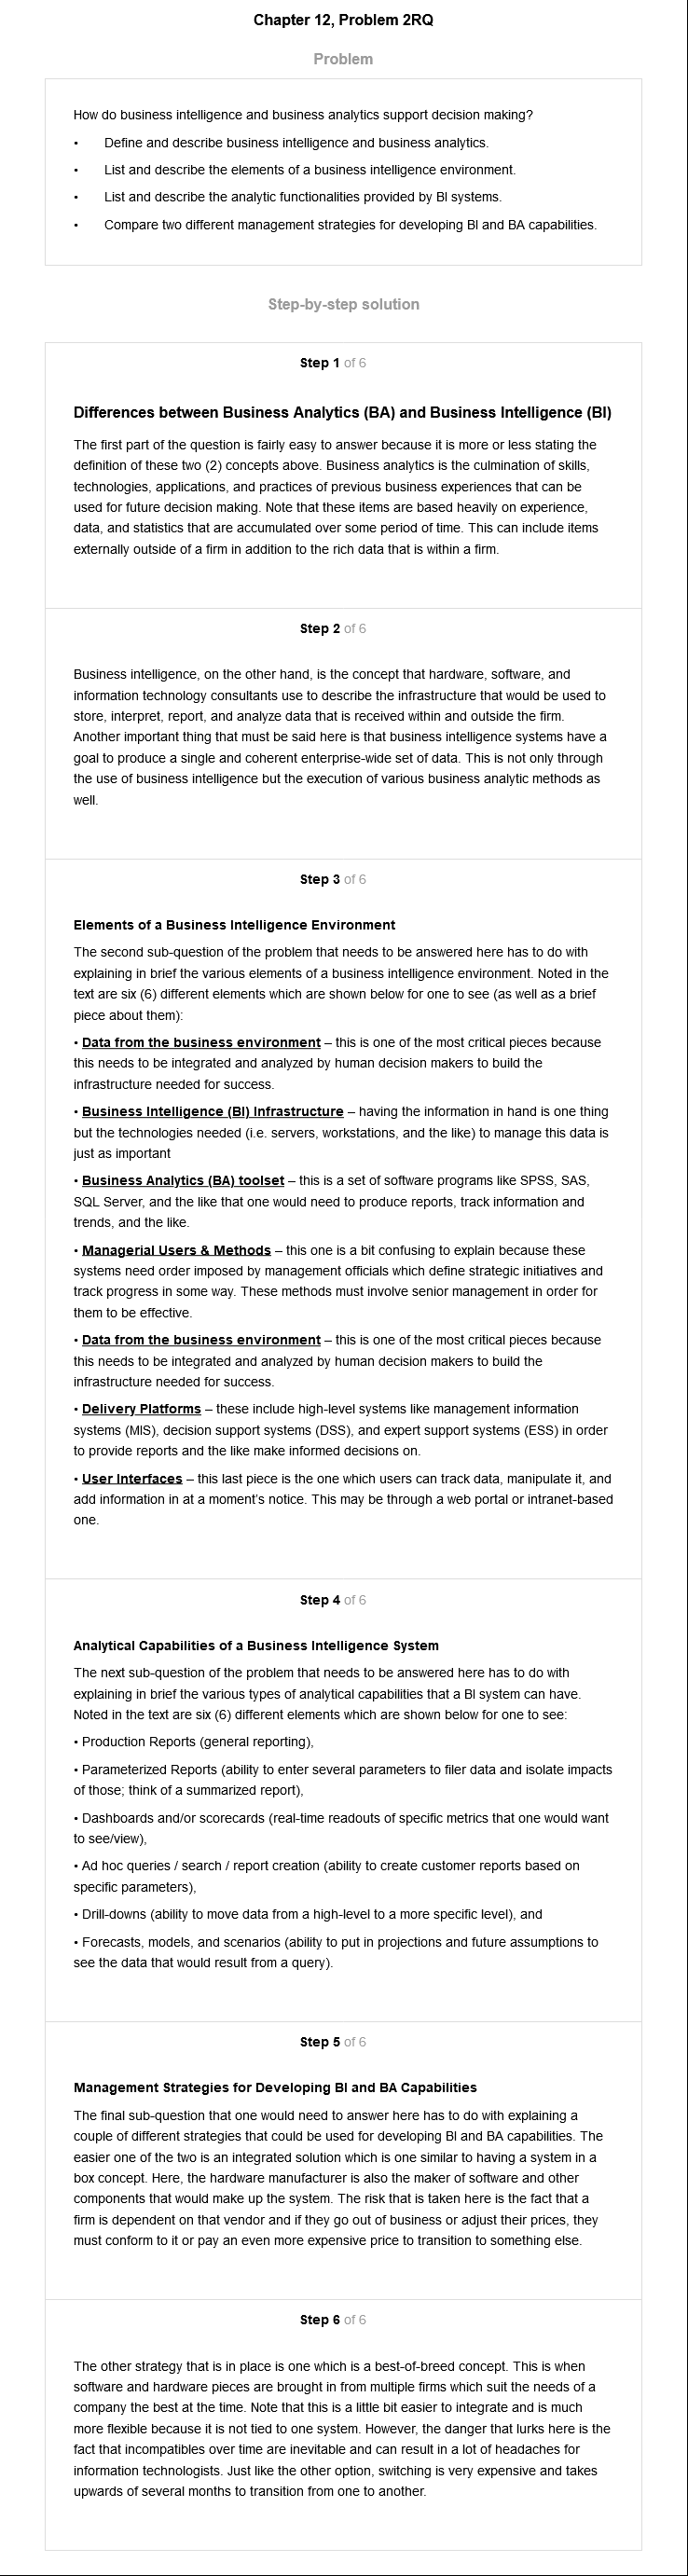 Chapter 12, Problem 2RQ
Problem
How do business intelligence and business analytics support decision making?
• Define and describe business intelligence and business analytics.
• List and describe the elements of a business intelligence environment.
• List and describe the analytic functionalities provided by BI systems.
• Compare two different management strategies for developing BI and BA capabilities.
Step-by-step solution
Step 1 of 6
Differences between Business Analytics (BA) and Business Intelligence (BI)
The first part of the question is fairly easy to answer because it is more or less stating the
definition of these two (2) concepts above. Business analytics is the culmination of skills,
technologies, applications, and practices of previous business experiences that can be
used for future decision making. Note that these items are based heavily on experience,
data, and statistics that are accumulated over some period of time. This can include items
externally outside of a firm in addition to the rich data that is within a firm.
Step 2 of 6
Business intelligence, on the other hand, is the concept that hardware, software, and
information technology consultants use to describe the infrastructure that would be used to
store, interpret, report, and analyze data that is received within and outside the firm.
Another important thing that must be said here is that business intelligence systems have a
goal to produce a single and coherent enterprise-wide set of data. This is not only through
the use of business intelligence but the execution of various business analytic methods as
well.
Step 3 of 6
Elements of a Business Intelligence Environment
The second sub-question of the problem that needs to be answered here has to do with
explaining in brief the various elements of a business intelligence environment. Noted in the
text are six (6) different elements which are shown below for one to see (as well as a brief
piece about them):
• Data from the business environment – this is one of the most critical pieces because
this needs to be integrated and analyzed by human decision makers to build the
infrastructure needed for success.
• Business Intelligence (BI) Infrastructure – having the information in hand is one thing
but the technologies needed (i.e. servers, workstations, and the like) to manage this data is
just as important
• Business Analytics (BA) toolset – this is a set of software programs like SPSS, SAS,
SQL Server, and the like that one would need to produce reports, track information and
trends, and the like.
• Managerial Users & Methods – this one is a bit confusing to explain because these
systems need order imposed by management officials which define strategic initiatives and
track progress in some way. These methods must involve senior management in order for
them to be effective.
• Data from the business environment – this is one of the most critical pieces because
this needs to be integrated and analyzed by human decision makers to build the
infrastructure needed for success.
• Delivery Platforms – these include high-level systems like management information
systems (MIS), decision support systems (DSS), and expert support systems (ESS) in order
to provide reports and the like make informed decisions on.
• User Interfaces – this last piece is the one which users can track data, manipulate it, and
add information in at a moment's notice. This may be through a web portal or intranet-based
one.
Step 4 of 6
Analytical Capabilities of a Business Intelligence System
The next sub-question of the problem that needs to be answered here has to do with
explaining in brief the various types of analytical capabilities that a BI system can have.
Noted in the text are six (6) different elements which are shown below for one to see:
• Production Reports (general reporting),
• Parameterized Reports (ability to enter several parameters to filer data and isolate impacts
of those; think of a summarized report),
• Dashboards and/or scorecards (real-time readouts of specific metrics that one would want
to see/view),
• Ad hoc queries / search / report creation (ability to create customer reports based on
specific parameters),
• Drill-downs (ability to move data from a high-level to a more specific level), and
• Forecasts, models, and scenarios (ability to put in projections and future assumptions to
see the data that would result from a query).
Step 5 of 6
Management Strategies for Developing BI and BA Capabilities
The final sub-question that one would need to answer here has to do with explaining a
couple of different strategies that could be used for developing BI and BA capabilities. The
easier one of the two is an integrated solution which is one similar to having a system in a
box concept. Here, the hardware manufacturer is also the maker of software and other
components that would make up the system. The risk that is taken here is the fact that a
firm is dependent on that vendor and if they go out of business or adjust their prices, they
must conform to it or pay an even more expensive price to transition to something else.
Step 6 of 6
The other strategy that is in place is one which is a best-of-breed concept. This is when
software and hardware pieces are brought in from multiple firms which suit the needs of a
company the best at the time. Note that this is a little bit easier to integrate and is much
more flexible because it is not tied to one system. However, the danger that lurks here is the
fact that incompatibles over time are inevitable and can result in a lot of headaches for
information technologists. Just like the other option, switching is very expensive and takes
upwards of several months to transition from one to another.